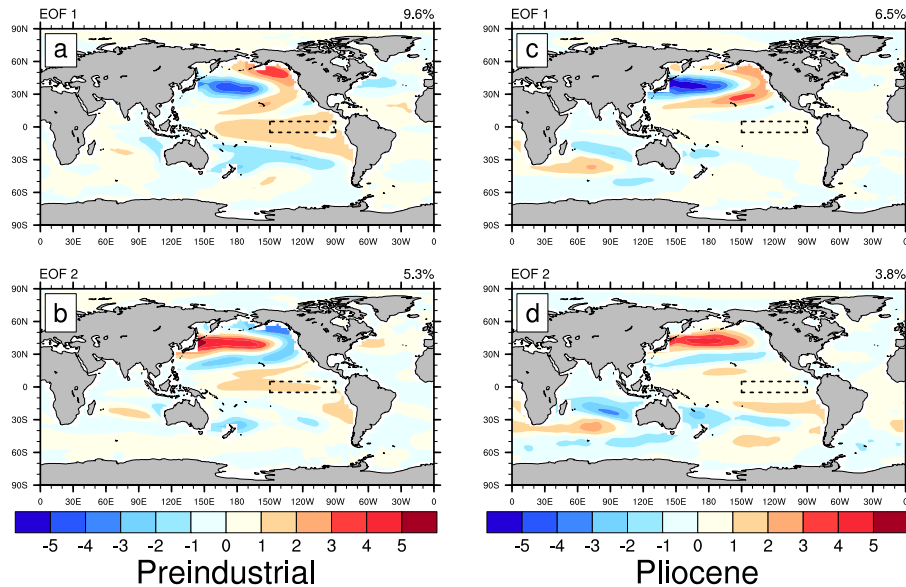 EOF 1 9.6%
a
90N
60N
30N
0
30S
60S
90S
0 30E 60E 90E 120E 150E 180 150W 120W 90W 60W 30W 0
EOF 1 6.5%
c
90N
60N
30N
0
30S
60S
90S
0 30E 60E 90E 120E 150E 180 150W 120W 90W 60W 30W 0
EOF 2 5.3%
b
90N
60N
30N
0
30S
60S
90S
0 30E 60E 90E 120E 150E 180 150W 120W 90W 60W 30W 0
EOF 2 3.8%
d
90N
60N
30N
0
30S
60S
90S
0 30E 60E 90E 120E 150E 180 150W 120W 90W 60W 30W 0
-5 -4 -3 -2 -1 0 1 2 3 4 5
Preindustrial
-5 -4 -3 -2 -1 0 1 2 3 4 5
Pliocene